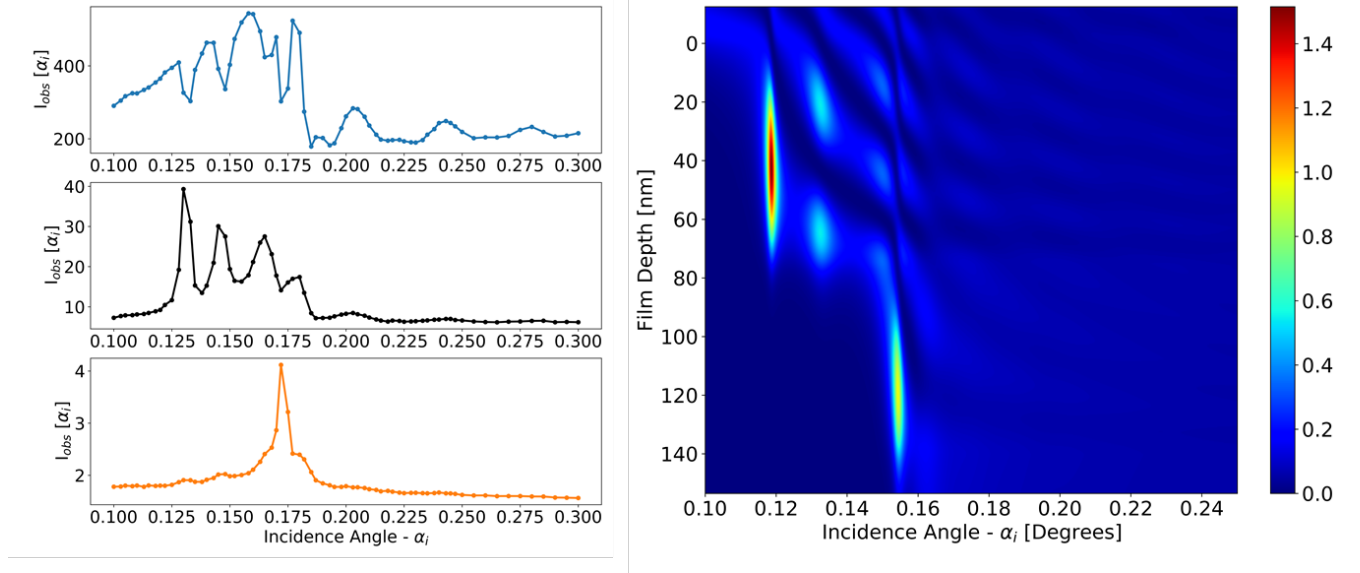 400
200
I_obs [α_i]
0.100 0.125 0.150 0.175 0.200 0.225 0.250 0.275 0.300
40
30
20
10
I_obs [α_i]
0.100 0.125 0.150 0.175 0.200 0.225 0.250 0.275 0.300
4
3
2
I_obs [α_i]
0.100 0.125 0.150 0.175 0.200 0.225 0.250 0.275 0.300
Incidence Angle - α_i
Film Depth [nm]
0
20
40
60
80
100
120
140
0.10 0.12 0.14 0.16 0.18 0.20 0.22 0.24
Incidence Angle - α_i [Degrees]
1.4
1.2
1.0
0.8
0.6
0.4
0.2
0.0